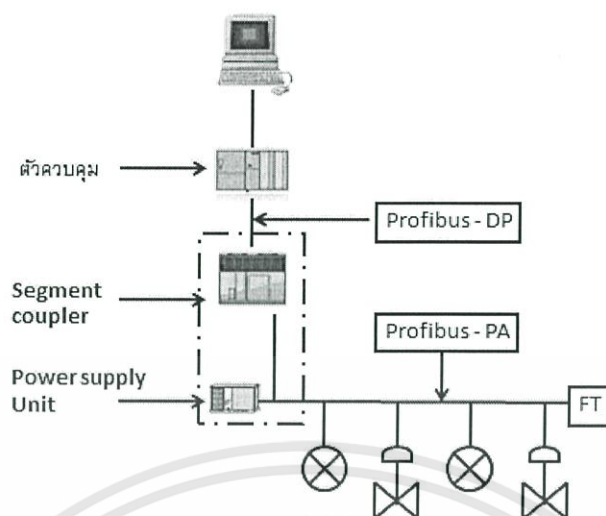 ตัวควบคุม
Profibus - DP
Segment
coupler
Profibus - PA
Power supply
Unit
FT